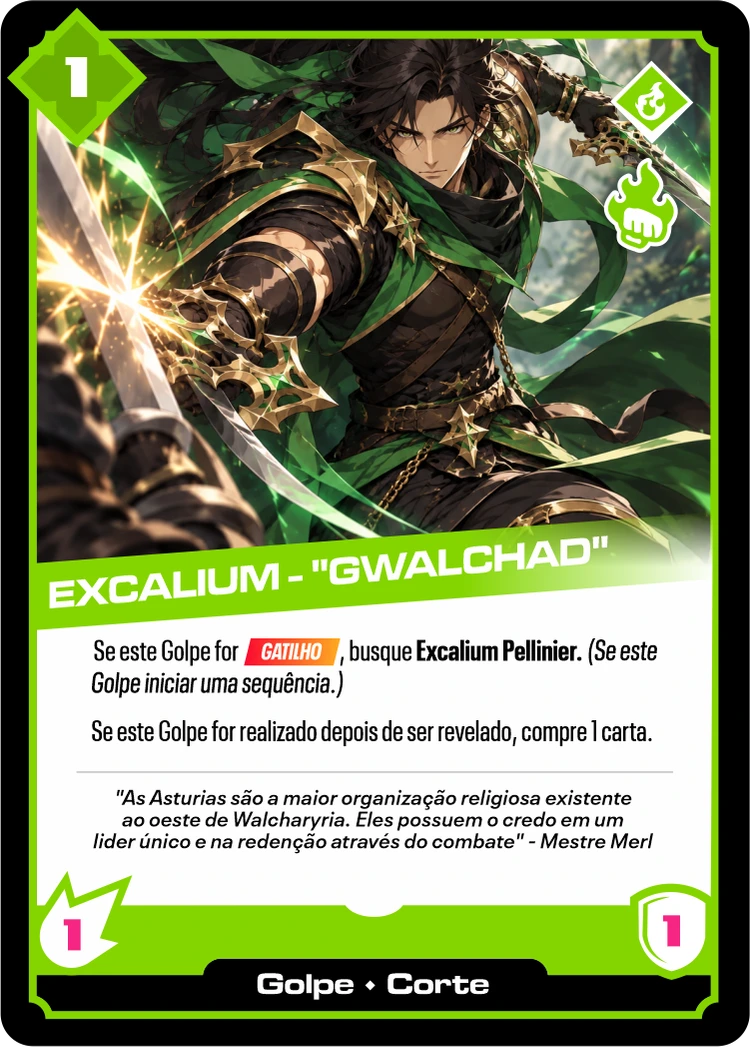 1
EXCALIUM - "GWALCHAD"
Se este Golpe for GATILHO, busque Excalium Pellinier. (Se este
Golpe iniciar uma sequência.)
Se este Golpe for realizado depois de ser revelado, compre 1 carta.
"As Asturias são a maior organização religiosa existente
ao oeste de Walcharyria. Eles possuem o credo em um
lider único e na redenção através do combate" - Mestre Merl
1
1
Golpe • Corte